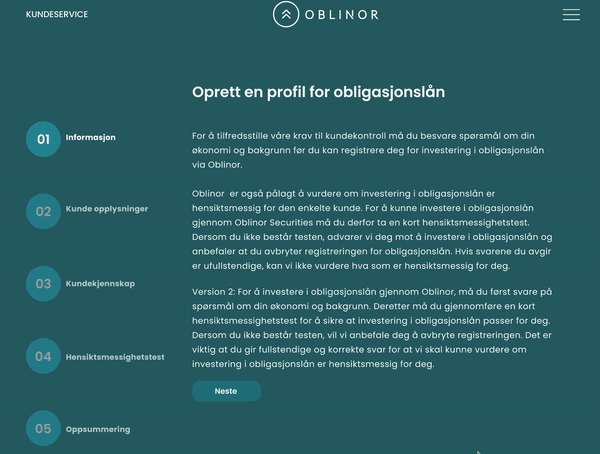 KUNDESERVICE
OBLINOR
Oprett en profil for obligasjonslån
01
Informasjon
For å tilfredsstille våre krav til kundekontroll må du besvare spørsmål om din
økonomi og bakgrunn før du kan registrere deg for investering i obligasjonslån
via Oblinor.
02
Kunde opplysninger
Oblinor er også pålagt å vurdere om investering i obligasjonslån er
hensiktsmessig for den enkelte kunde. For å kunne investere i obligasjonslån
gjennom Oblinor Securities må du derfor ta en kort hensiktsmessighetstest.
Dersom du ikke består testen, advarer vi deg mot å investere i obligasjonslån og
anbefaler at du avbryter registreringen for obligasjonslån. Hvis svarene du avgir
er ufullstendige, kan vi ikke vurdere hva som er hensiktsmessig for deg.
03
Kundekjennskap
Version 2: For å investere i obligasjonslån gjennom Oblinor, må du først svare på
spørsmål om din økonomi og bakgrunn. Deretter må du gjennomføre en kort
hensiktsmessighetstest for å sikre at investering i obligasjonslån passer for deg.
Dersom du ikke består testen, vil vi anbefale deg å avbryte registreringen. Det er
viktig at du gir fullstendige og korrekte svar for at vi skal kunne vurdere om
investering i obligasjonslån er hensiktsmessig for deg.
04
Hensiktsmessighetstest
Neste
05
Oppsummering